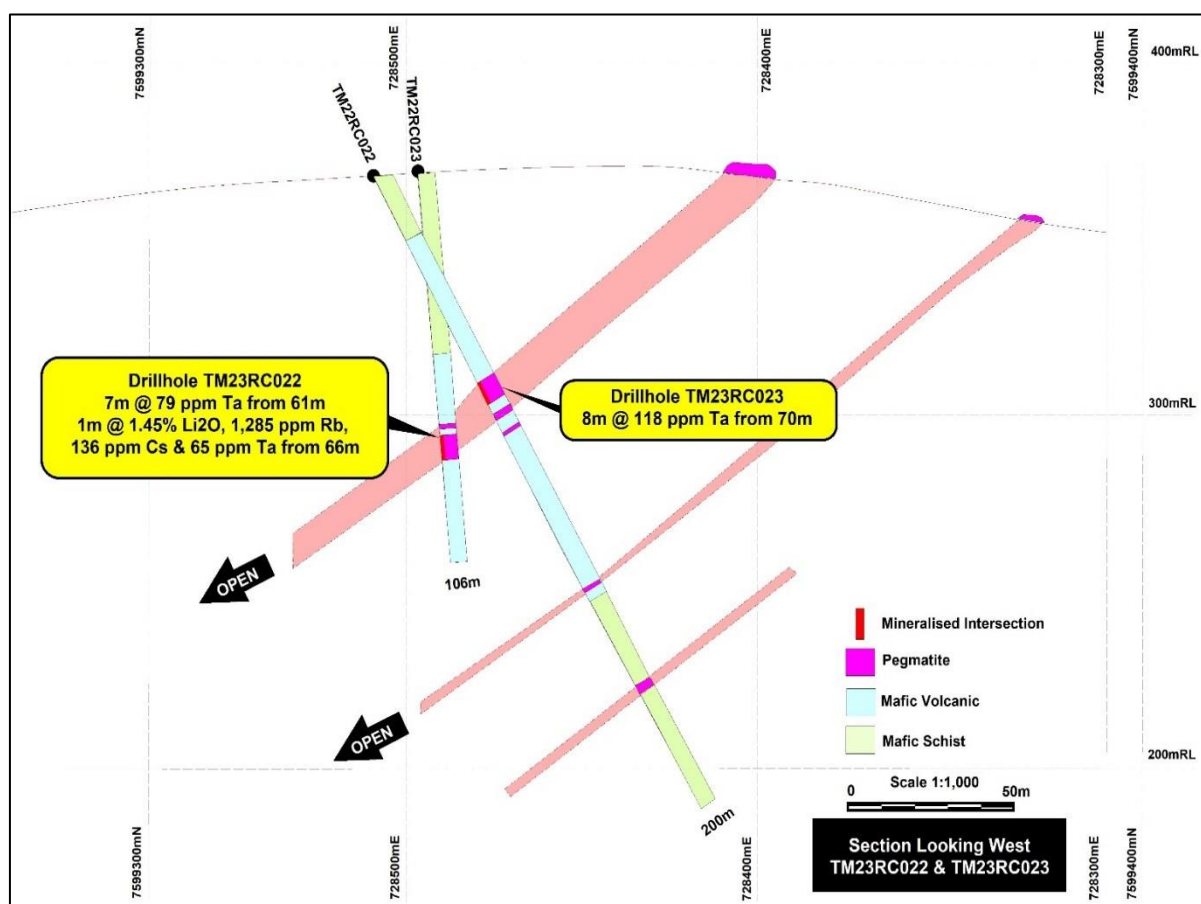 7599300mN
728500mE
728400mE
728300mE
7599400mN
400mRL
TM22RC022
TM22RC023
Drillhole TM23RC022
7m @ 79 ppm Ta from 61m
1m @ 1.45% Li2O, 1,285 ppm Rb,
136 ppm Cs & 65 ppm Ta from 66m
Drillhole TM23RC023
8m @ 118 ppm Ta from 70m
300mRL
OPEN
106m
OPEN
Mineralised Intersection
Pegmatite
Mafic Volcanic
Mafic Schist
200mRL
Scale 1:1,000
0
50m
200m
Section Looking West
TM23RC022 & TM23RC023
7599300mN
728500mE
728400mE
728300mE
7599400mN